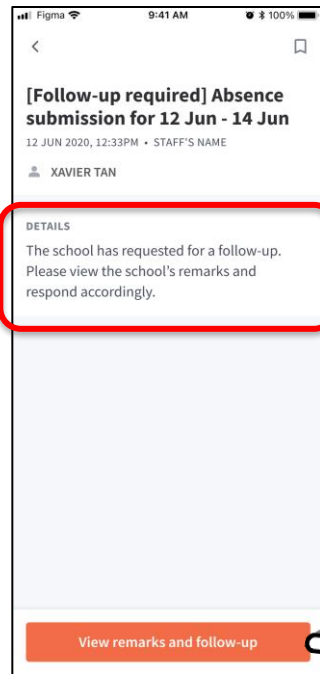 Figma 9:41 AM 100%
[Follow-up required] Absence
submission for 12 Jun - 14 Jun
12 JUN 2020, 12:33PM • STAFF'S NAME
XAVIER TAN
DETAILS
The school has requested for a follow-up.
Please view the school's remarks and
respond accordingly.
View remarks and follow-up